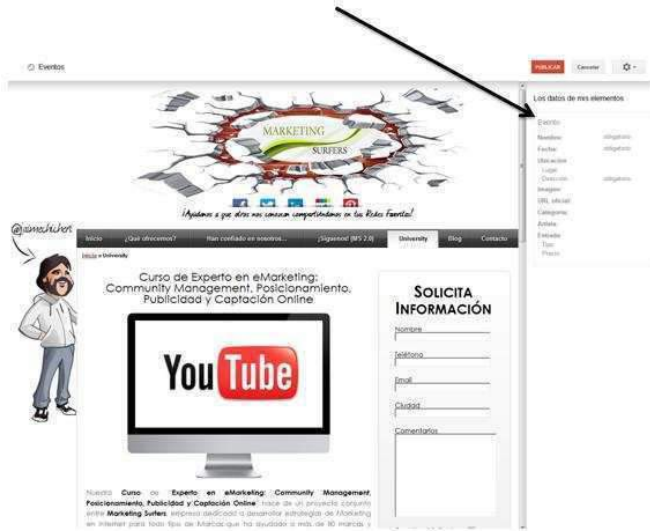 Eventos
PUBLICAR
Cancelar
Los datos de mis elementos
Evento
Nombre: obligatorio
Fecha: obligatorio
Ubicación
Lugar
Dirección obligatorio
Imagen:
URL oficial:
Categoría:
Artista:
Entrada:
Tipo
Precio
MARKETING
SURFERS
¡Ayúdanos a que otros nos conozcan compartiéndonos en tus Redes Favoritas!
Inicio ¿Qué ofrecemos? Han confiado en nosotros... ¡Síguenos! (MS 2.0) University Blog Contacto
Inicio » University
Curso de Experto en eMarketing:
Community Management, Posicionamiento,
Publicidad y Captación Online
YouTube
SOLICITA
INFORMACIÓN
Nombre
Teléfono
Email
Ciudad
Comentarios
Nuestro Curso de Experto en eMarketing: Community Management,
Posicionamiento, Publicidad y Captación Online nace de un proyecto conjunto
entre Marketing Surfers, empresa dedicada a desarrollar estrategias de Marketing
en Internet para todo tipo de Marcas que ha ayudado a más de 80 marcas y